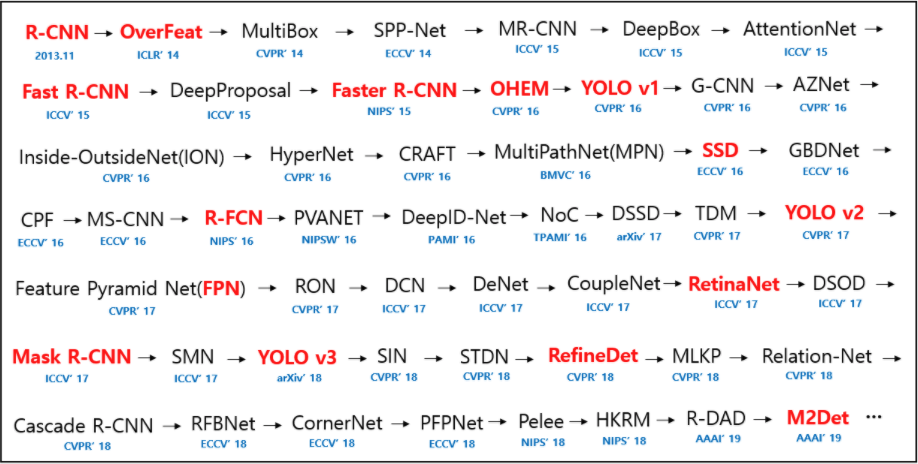 R-CNN → OverFeat → MultiBox → SPP-Net → MR-CNN → DeepBox → AttentionNet →
2013.11 ICLR' 14 CVPR' 14 ECCV' 14 ICCV' 15 ICCV' 15 ICCV' 15
Fast R-CNN → DeepProposal → Faster R-CNN → OHEM → YOLO v1 → G-CNN → AZNet →
ICCV' 15 ICCV' 15 NIPS' 15 CVPR' 16 CVPR' 16 CVPR' 16 CVPR' 16
Inside-OutsideNet(ION) → HyperNet → CRAFT → MultiPathNet(MPN) → SSD → GBDNet →
CVPR' 16 CVPR' 16 CVPR' 16 BMVC' 16 ECCV' 16 ECCV' 16
CPF → MS-CNN → R-FCN → PVANET → DeepID-Net → NoC → DSSD → TDM → YOLO v2 →
ECCV' 16 ECCV' 16 NIPS' 16 NIPSW' 16 PAMI' 16 TPAMI' 16 arXiv' 17 CVPR' 17 CVPR' 17
Feature Pyramid Net(FPN) → RON → DCN → DeNet → CoupleNet → RetinaNet → DSOD →
CVPR' 17 CVPR' 17 ICCV' 17 ICCV' 17 ICCV' 17 ICCV' 17 ICCV' 17
Mask R-CNN → SMN → YOLO v3 → SIN → STDN → RefineDet → MLKP → Relation-Net →
ICCV' 17 ICCV' 17 arXiv' 18 CVPR' 18 CVPR' 18 CVPR' 18 CVPR' 18 CVPR' 18
Cascade R-CNN → RFBNet → CornerNet → PFPNet → Pelee → HKRM → R-DAD → M2Det ···
CVPR' 18 ECCV' 18 ECCV' 18 ECCV' 18 NIPS' 18 NIPS' 18 AAAI' 19 AAAI' 19